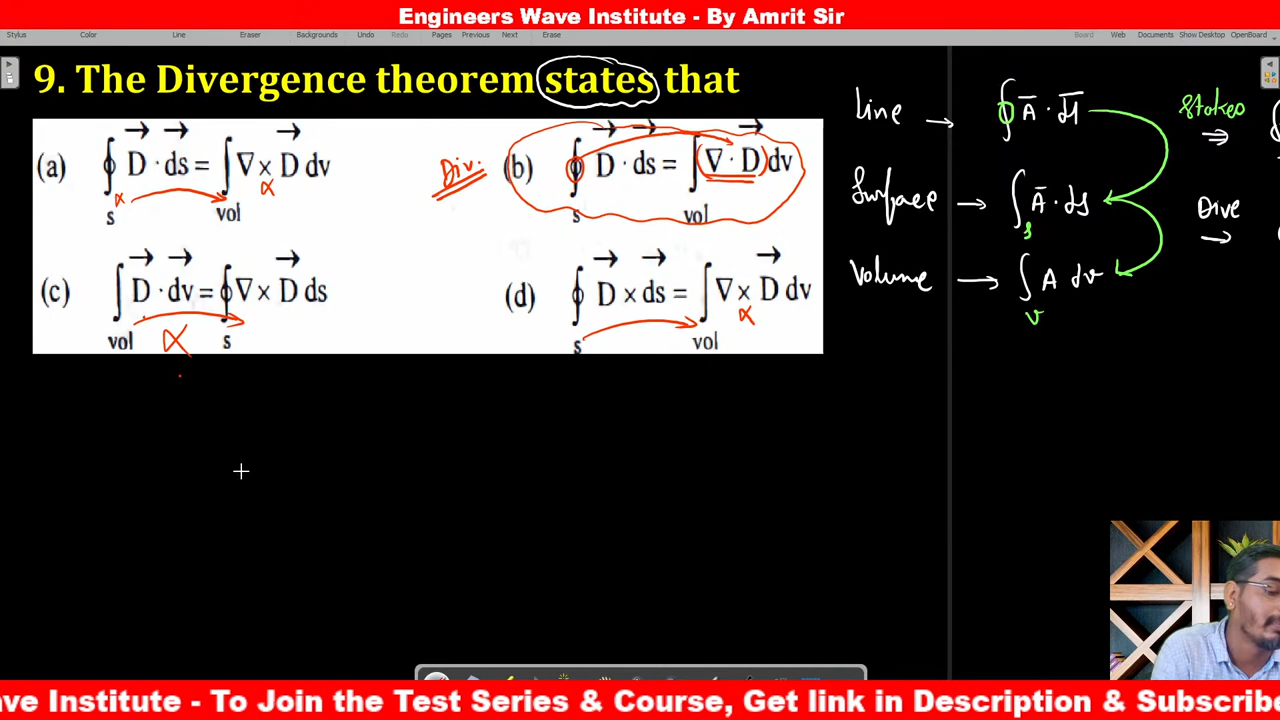 Engineers Wave Institute - By Amrit Sir
Stylus Color Line Eraser Backgrounds Undo Redo Pages Previous Next Erase Board Web Documents Show Desktop OpenBoard
9. The Divergence theorem states that
(a) ∮ D⃗ · ds⃗ = ∫ ∇ × D⃗ dv
s vol
Div. (b) ∮ D⃗ · ds⃗ = ∫ ∇ · D⃗ dv
s vol
(c) ∫ D⃗ · dv⃗ = ∮ ∇ × D⃗ ds
vol s
(d) ∮ D⃗ × ds⃗ = ∫ ∇ × D⃗ dv
s vol
Line → ∮ A̅ · dl̅ Stokes ⇒
Surface → ∫ A̅ · ds̅ Dive →
s
Volume → ∫ A dv
v
Wave Institute - To Join the Test Series & Course, Get link in Description & Subscribe